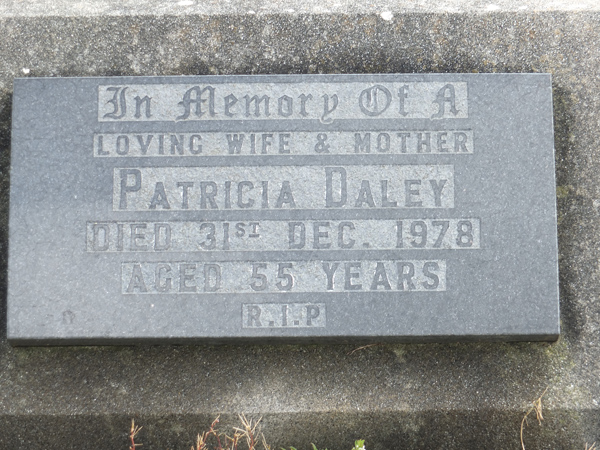 In Memory Of A
LOVING WIFE & MOTHER
PATRICIA DALEY
DIED 31ST DEC. 1978
AGED 55 YEARS
R.I.P